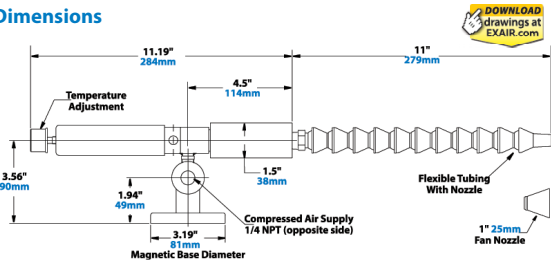 Dimensions
DOWNLOAD
drawings at
EXAIR.com
11.19"
284mm
11"
279mm
4.5"
114mm
Temperature
Adjustment
3.56"
90mm
1.94"
49mm
1.5"
38mm
Flexible Tubing
With Nozzle
Compressed Air Supply
1/4 NPT (opposite side)
3.19"
81mm
Magnetic Base Diameter
1" 25mm
Fan Nozzle